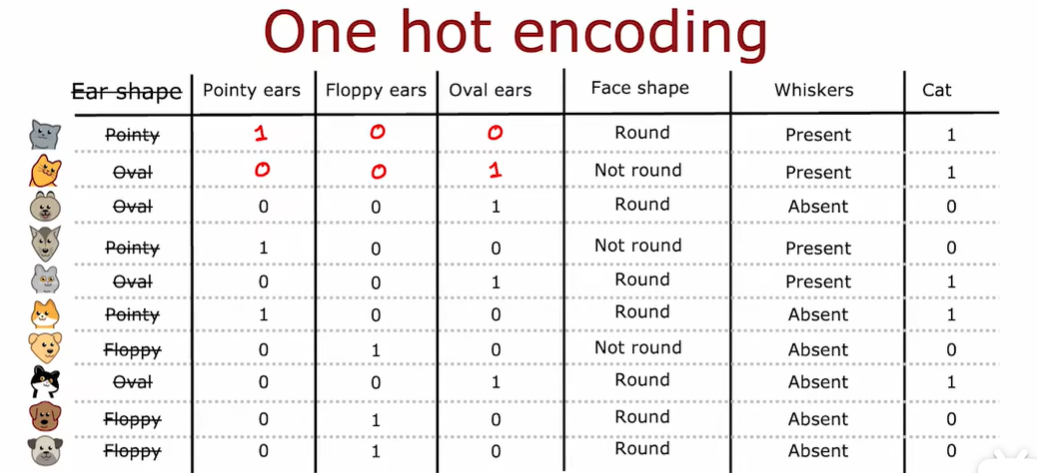 One hot encoding
Ear shape Pointy ears Floppy ears Oval ears Face shape Whiskers Cat
Pointy 1 0 0 Round Present 1
Oval 0 0 1 Not round Present 1
Oval 0 0 1 Round Absent 0
Pointy 1 0 0 Not round Present 0
Oval 0 0 1 Round Present 1
Pointy 1 0 0 Round Absent 1
Floppy 0 1 0 Not round Absent 0
Oval 0 0 1 Round Absent 1
Floppy 0 1 0 Round Absent 0
Floppy 0 1 0 Round Absent 0